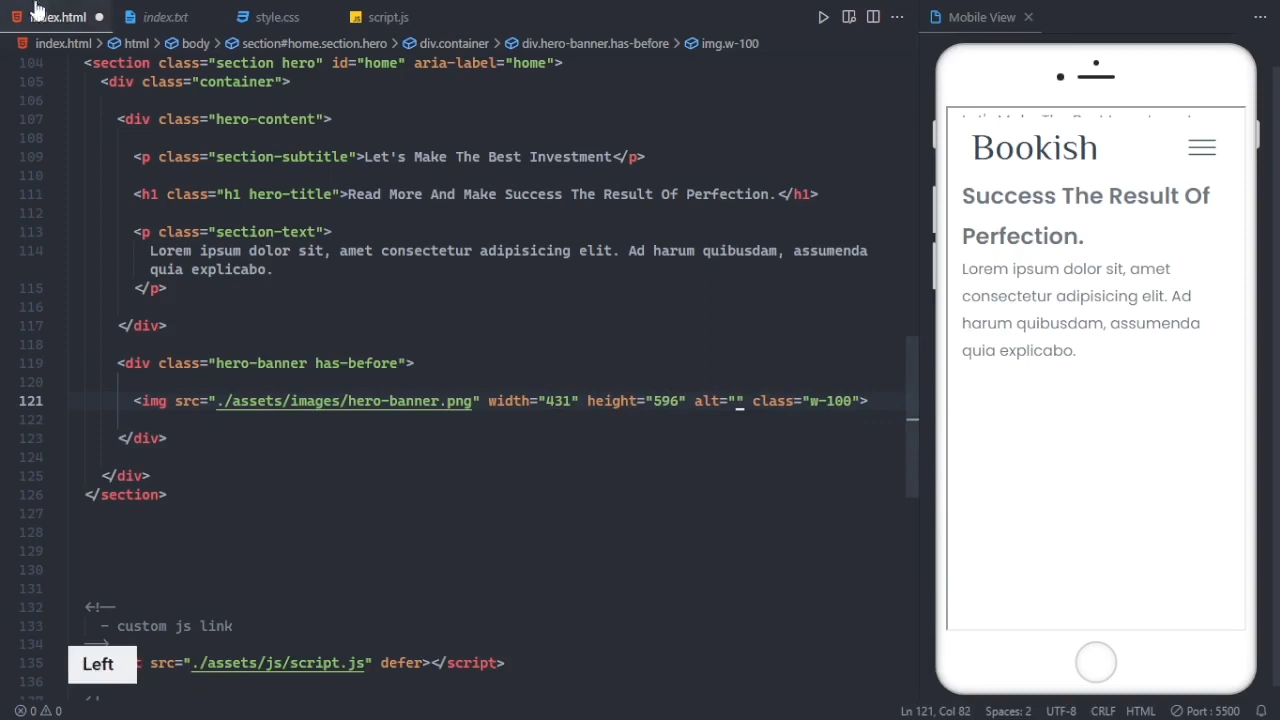 index.html
index.txt
style.css
JS script.js
Mobile View
index.html > html > body > section#home.section.hero > div.container > div.hero-banner.has-before > img.w-100
104 <section class="section hero" id="home" aria-label="home">
105 <div class="container">
106
107 <div class="hero-content">
108
109 <p class="section-subtitle">Let's Make The Best Investment</p>
110
111 <h1 class="h1 hero-title">Read More And Make Success The Result Of Perfection.</h1>
112
113 <p class="section-text">
114 Lorem ipsum dolor sit, amet consectetur adipisicing elit. Ad harum quibusdam, assumenda
quia explicabo.
115 </p>
116
117 </div>
118
119 <div class="hero-banner has-before">
120
121 <img src="./assets/images/hero-banner.png" width="431" height="596" alt="" class="w-100">
122
123 </div>
124
125 </div>
126 </section>
127
128
129
130
131
132 <!--
133 - custom js link
134 -->
135 src="./assets/js/script.js" defer></script>
136
Left
Bookish
Success The Result Of
Perfection.
Lorem ipsum dolor sit, amet
consectetur adipisicing elit. Ad
harum quibusdam, assumenda
quia explicabo.
0 0
Ln 121, Col 82
Spaces: 2
UTF-8
CRLF
HTML
Port : 5500